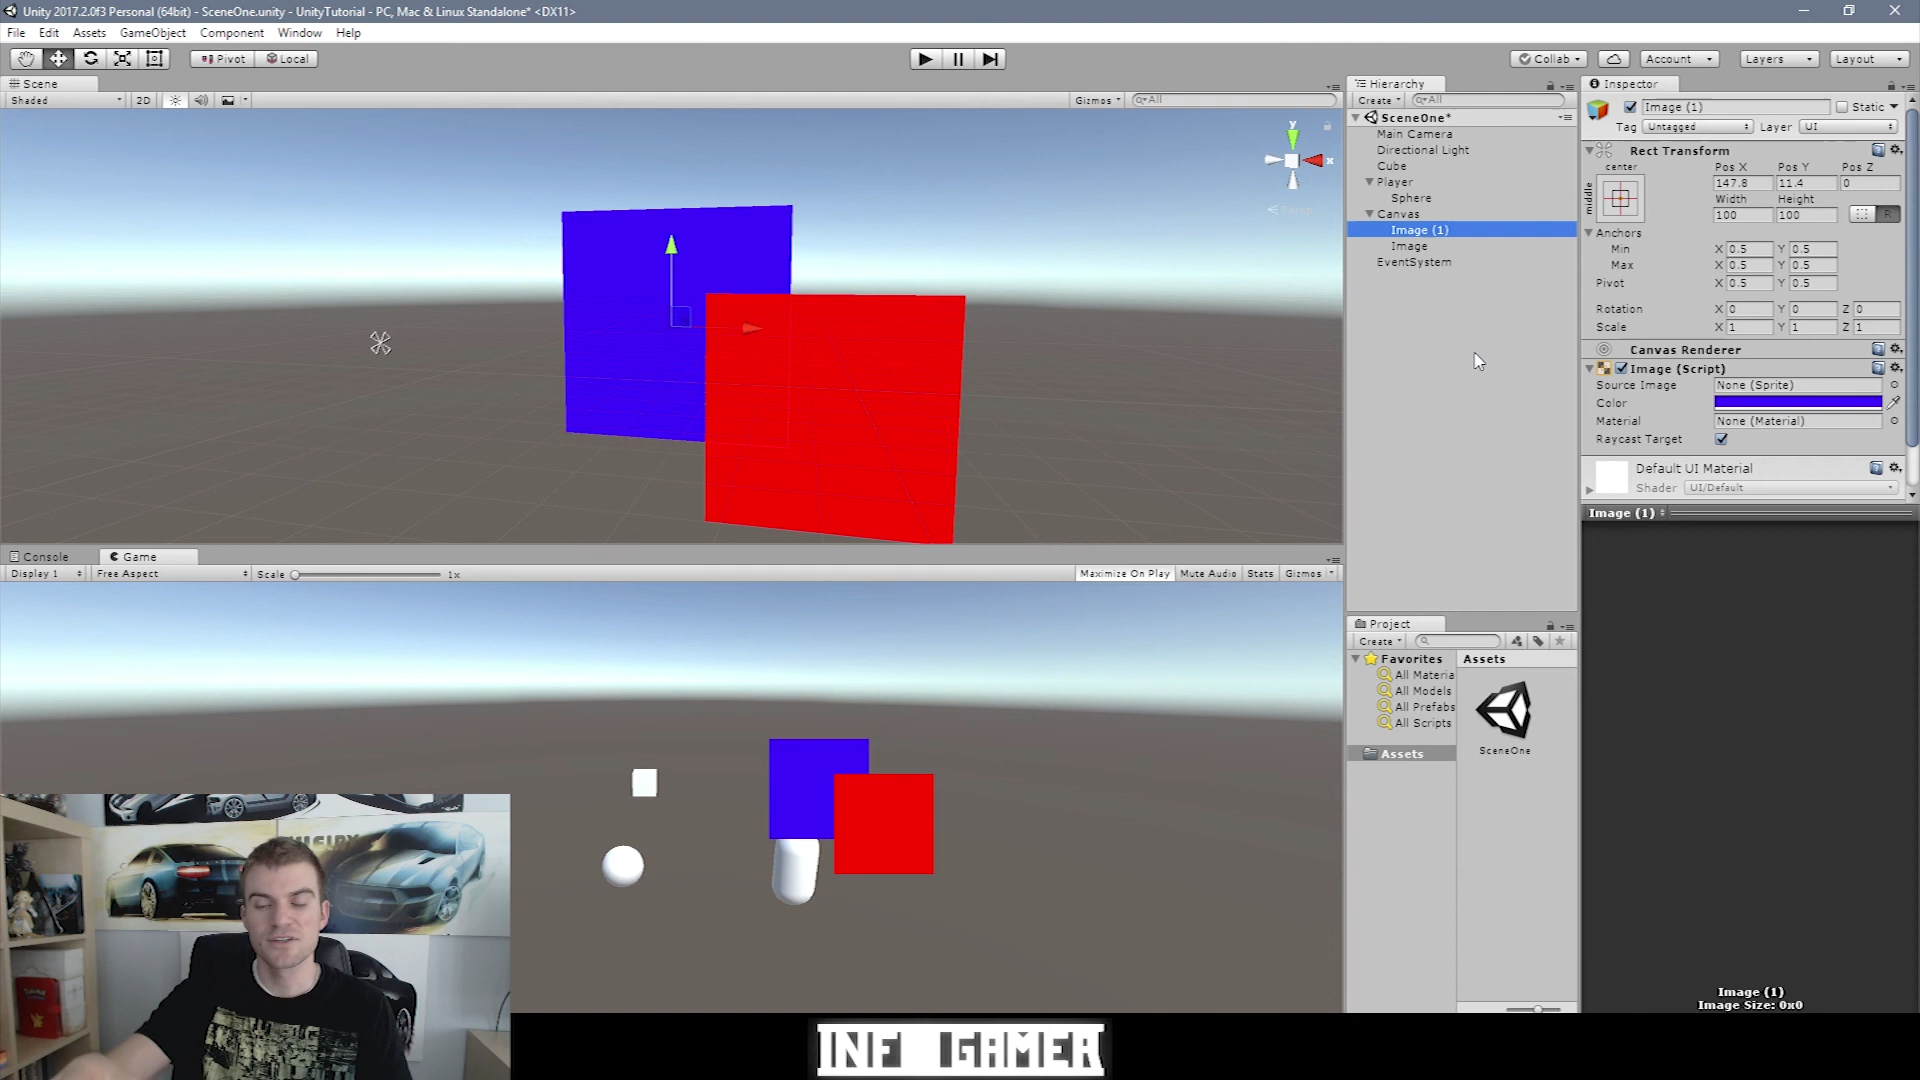 Unity 2017.2.0f3 Personal (64bit) - SceneOne.unity - UnityTutorial - PC, Mac & Linux Standalone* <DX11>
File Edit Assets GameObject Component Window Help
Pivot Local Collab Account Layers Layout
Scene
Shaded 2D Gizmos All
y
x
Persp
Console Game
Display 1 Free Aspect Scale 1x Maximize On Play Mute Audio Stats Gizmos
Hierarchy
Create All
SceneOne*
Main Camera
Directional Light
Cube
Player
Sphere
Canvas
Image (1)
Image
EventSystem
Project
Create
Favorites
All Materia
All Models
All Prefabs
All Scripts
Assets
Assets
SceneOne
Inspector
Image (1) Static
Tag Untagged Layer UI
Rect Transform
center Pos X Pos Y Pos Z
middle 147.8 11.4 0
Width Height
100 100 R
Anchors
Min X 0.5 Y 0.5
Max X 0.5 Y 0.5
Pivot X 0.5 Y 0.5
Rotation X 0 Y 0 Z 0
Scale X 1 Y 1 Z 1
Canvas Renderer
Image (Script)
Source Image None (Sprite)
Color
Material None (Material)
Raycast Target
Default UI Material
Shader UI/Default
Image (1)
Image (1)
Image Size: 0x0
INF GAMER